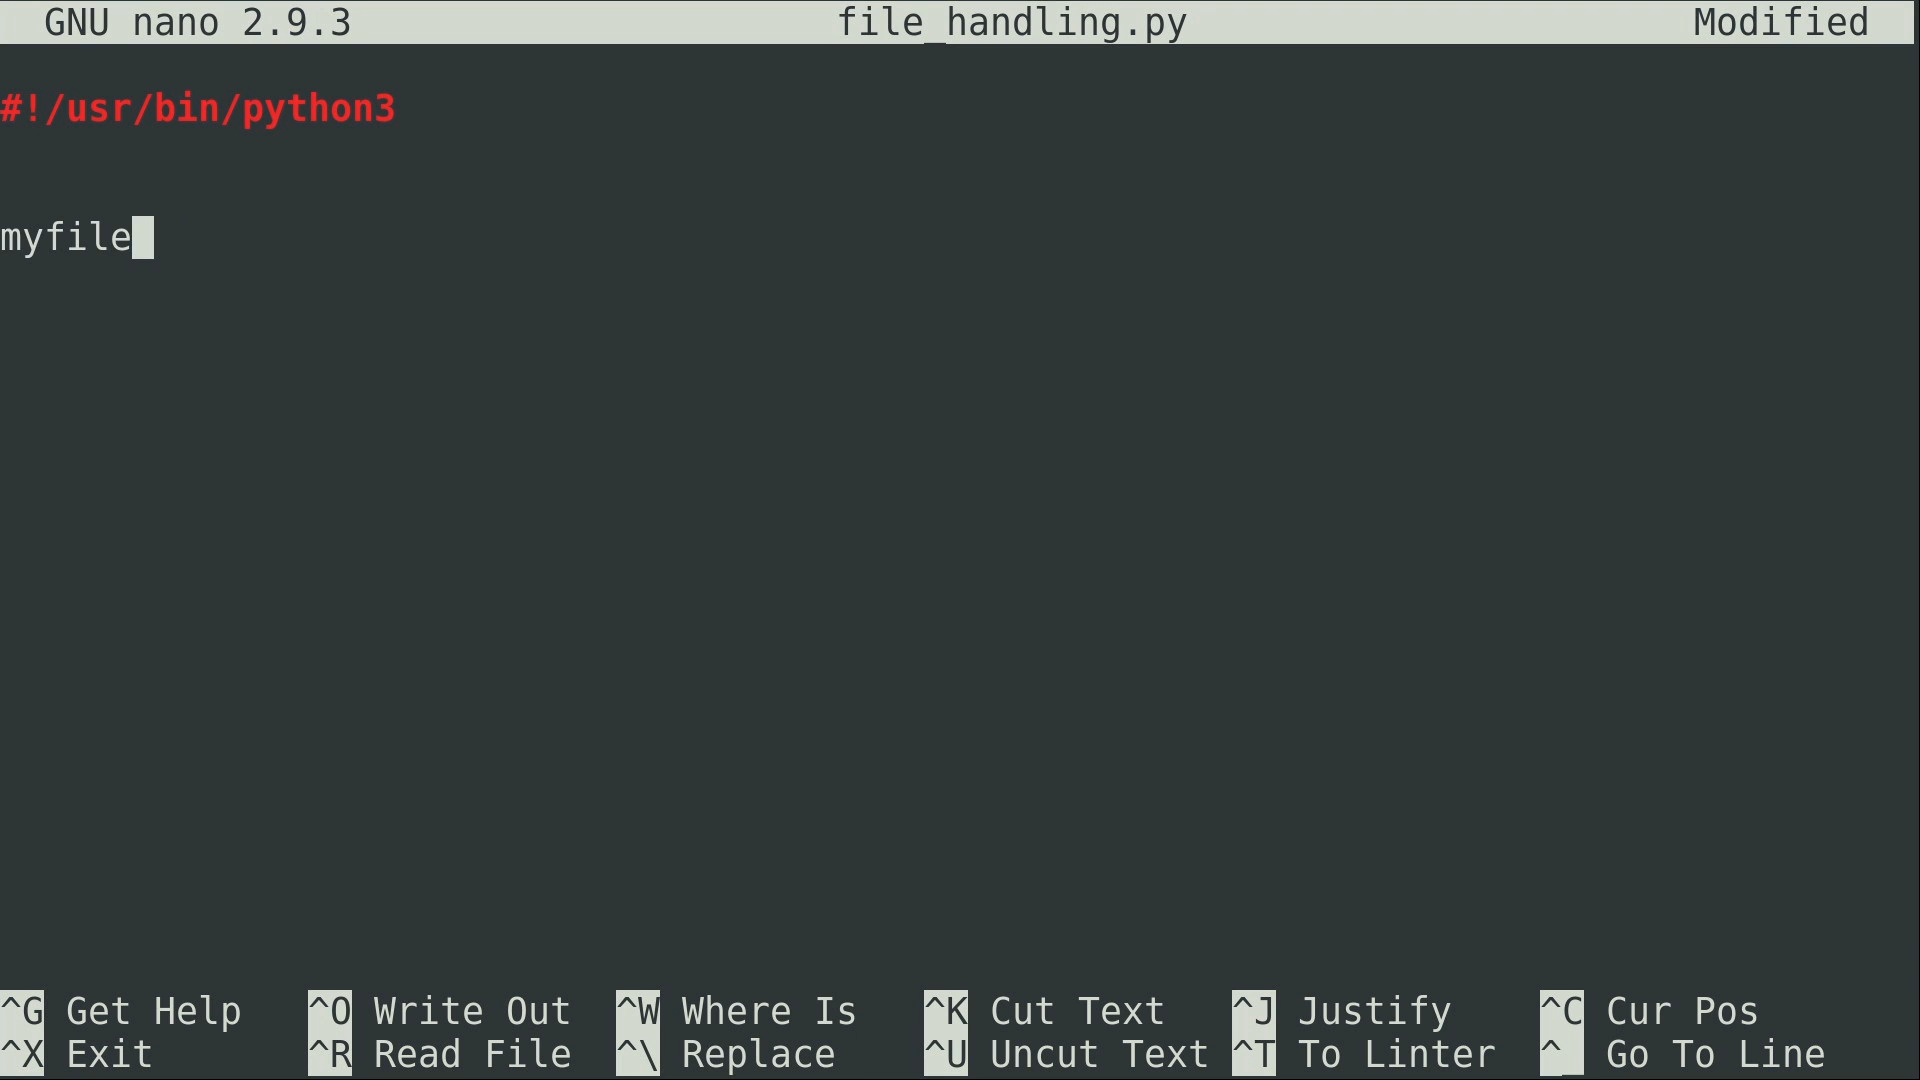 GNU nano 2.9.3 file_handling.py Modified
#!/usr/bin/python3
myfile
^G Get Help ^O Write Out ^W Where Is ^K Cut Text ^J Justify ^C Cur Pos
^X Exit ^R Read File ^\ Replace ^U Uncut Text ^T To Linter ^_ Go To Line